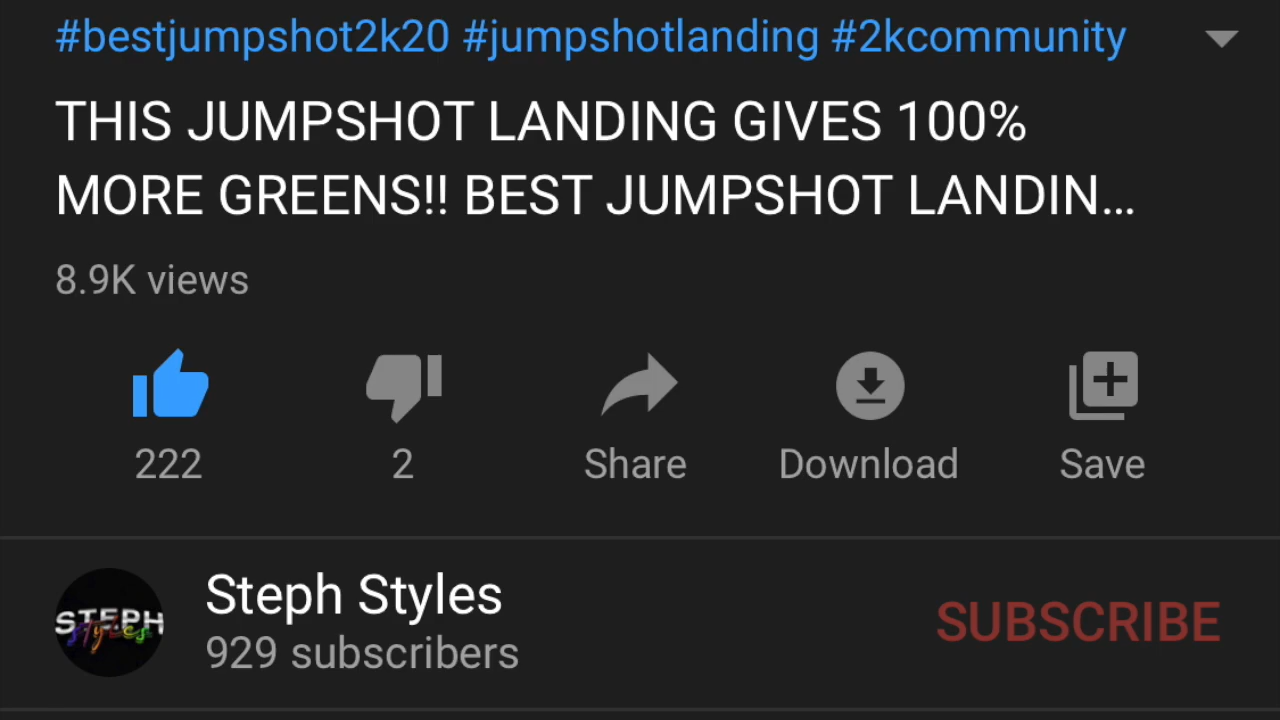 #bestjumpshot2k20 #jumpshotlanding #2kcommunity
THIS JUMPSHOT LANDING GIVES 100%
MORE GREENS!! BEST JUMPSHOT LANDIN...
8.9K views
222 2 Share Download Save
STEPH
styles
Steph Styles
929 subscribers
SUBSCRIBE